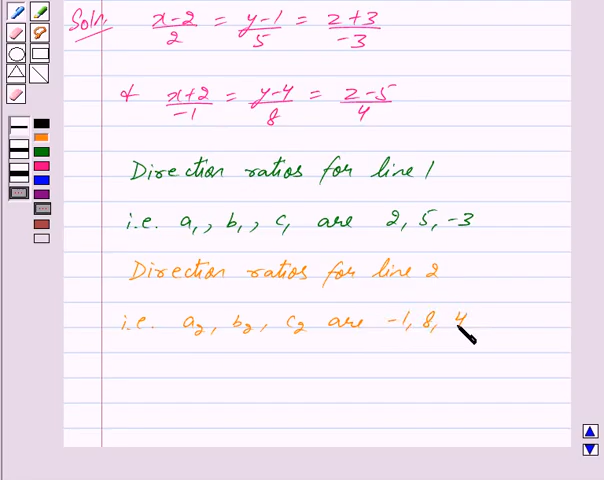 Soln. x-2/2 = y-1/5 = z+3/-3
& x+2/-1 = y-4/8 = z-5/4
Direction ratios for line 1
i.e. a₁, b₁, c₁ are 2, 5, -3
Direction ratios for line 2
i.e. a₂, b₂, c₂ are -1, 8, 4